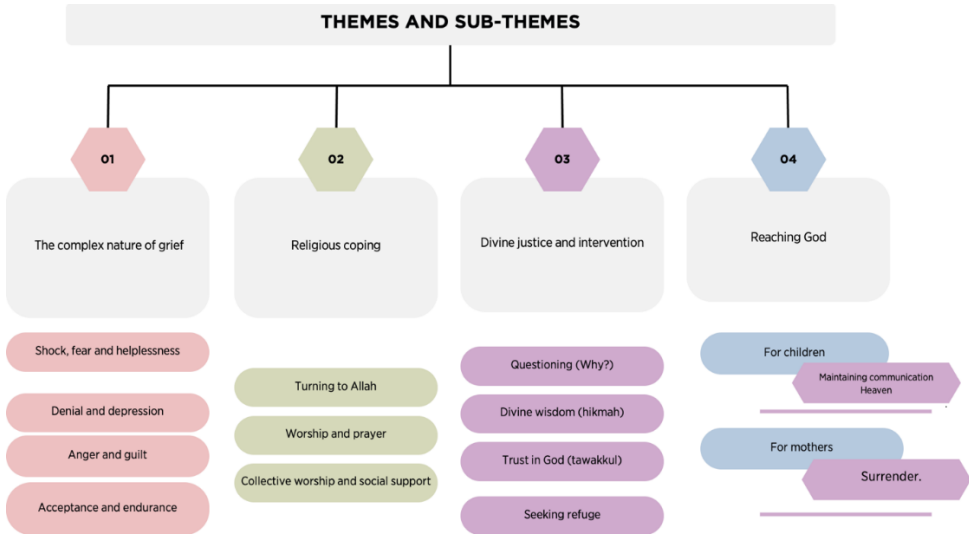 THEMES AND SUB-THEMES
01
02
03
04
The complex nature of grief
Religious coping
Divine justice and intervention
Reaching God
Shock, fear and helplessness
Denial and depression
Anger and guilt
Acceptance and endurance
Turning to Allah
Worship and prayer
Collective worship and social support
Questioning (Why?)
Divine wisdom (hikmah)
Trust in God (tawakkul)
Seeking refuge
For children
Maintaining communication
Heaven
For mothers
Surrender.